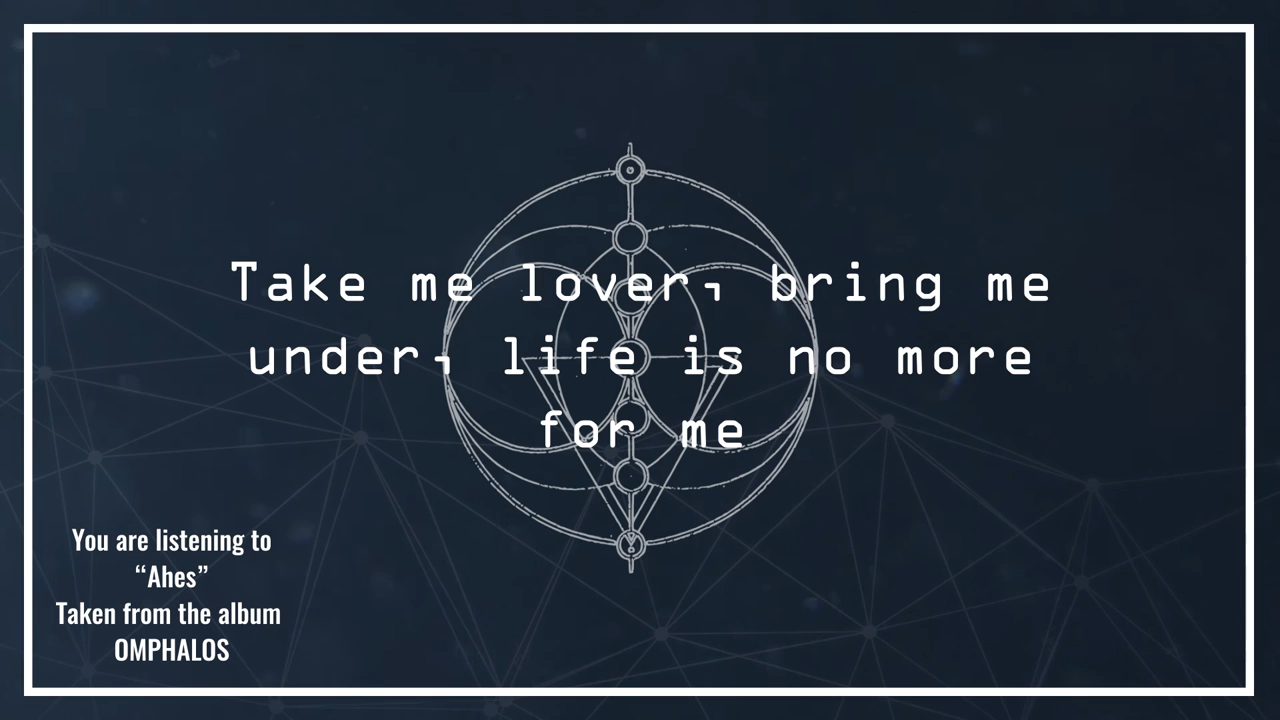 Take me lover, bring me
under, life is no more
for me
You are listening to
“Ahes”
Taken from the album
OMPHALOS